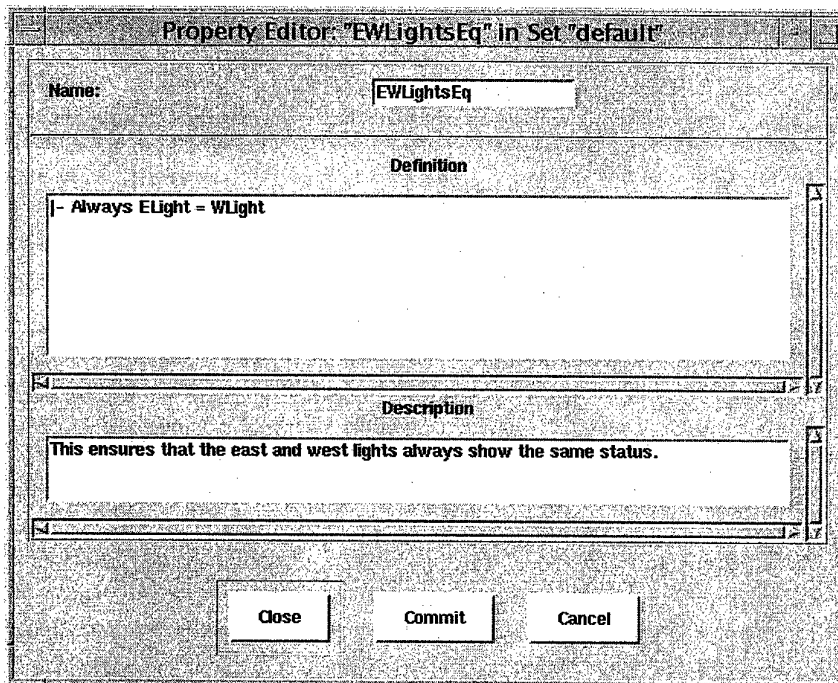 Property Editor: "EWLightsEq" in Set "default"
Name: EWLightsEq
Definition
|- Always ELight = WLight
Description
This ensures that the east and west lights always show the same status.
Close Commit Cancel